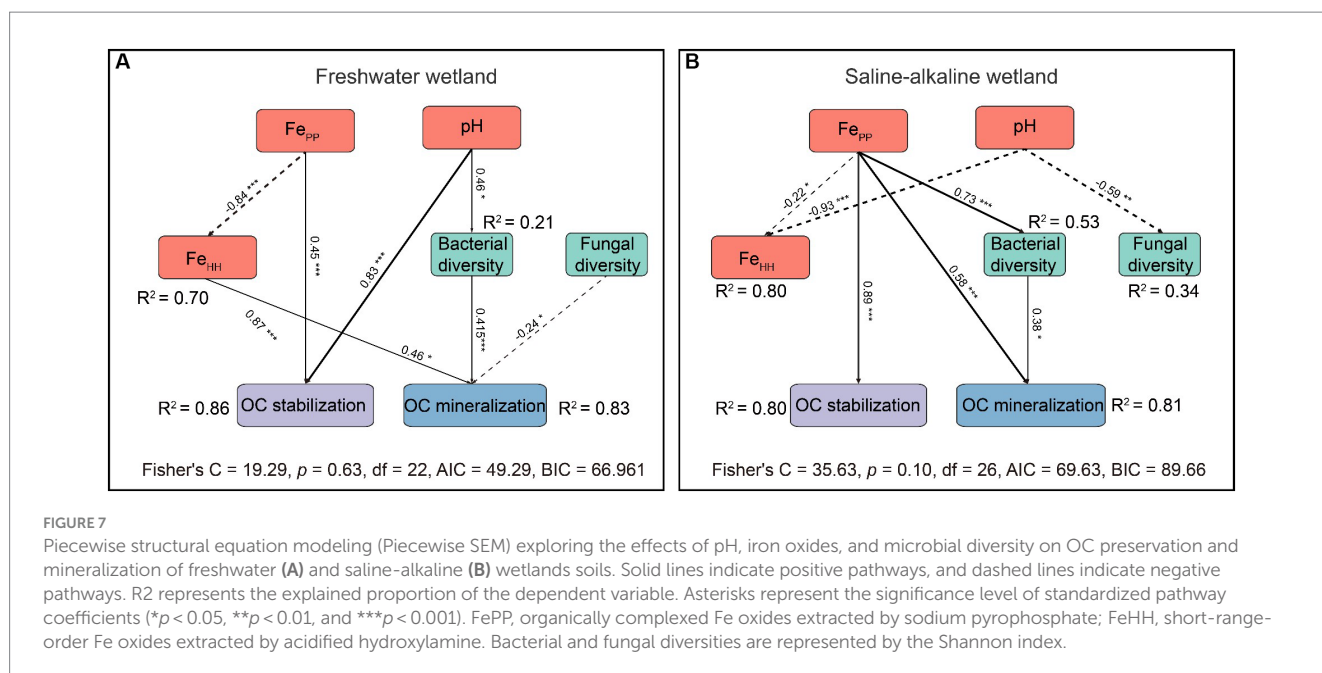 A
Freshwater wetland
FePP
pH
-0.84 ***
0.46 *
R² = 0.21
FeHH
Bacterial
diversity
Fungal
diversity
0.45 ***
0.83 ***
R² = 0.70
0.87 ***
0.46 *
0.415***
-0.24 *
R² = 0.86
OC stabilization
OC mineralization
R² = 0.83
Fisher's C = 19.29, p = 0.63, df = 22, AIC = 49.29, BIC = 66.961
B
Saline-alkaline wetland
FePP
pH
-0.22 *
-0.93 ***
0.73 ***
-0.59 **
R² = 0.53
FeHH
Bacterial
diversity
Fungal
diversity
R² = 0.80
R² = 0.34
0.89 ***
0.58 ***
0.38 *
R² = 0.80
OC stabilization
OC mineralization
R² = 0.81
Fisher's C = 35.63, p = 0.10, df = 26, AIC = 69.63, BIC = 89.66
FIGURE 7
Piecewise structural equation modeling (Piecewise SEM) exploring the effects of pH, iron oxides, and microbial diversity on OC preservation and
mineralization of freshwater (A) and saline-alkaline (B) wetlands soils. Solid lines indicate positive pathways, and dashed lines indicate negative
pathways. R2 represents the explained proportion of the dependent variable. Asterisks represent the significance level of standardized pathway
coefficients (*p < 0.05, **p < 0.01, and ***p < 0.001). FePP, organically complexed Fe oxides extracted by sodium pyrophosphate; FeHH, short-range-
order Fe oxides extracted by acidified hydroxylamine. Bacterial and fungal diversities are represented by the Shannon index.